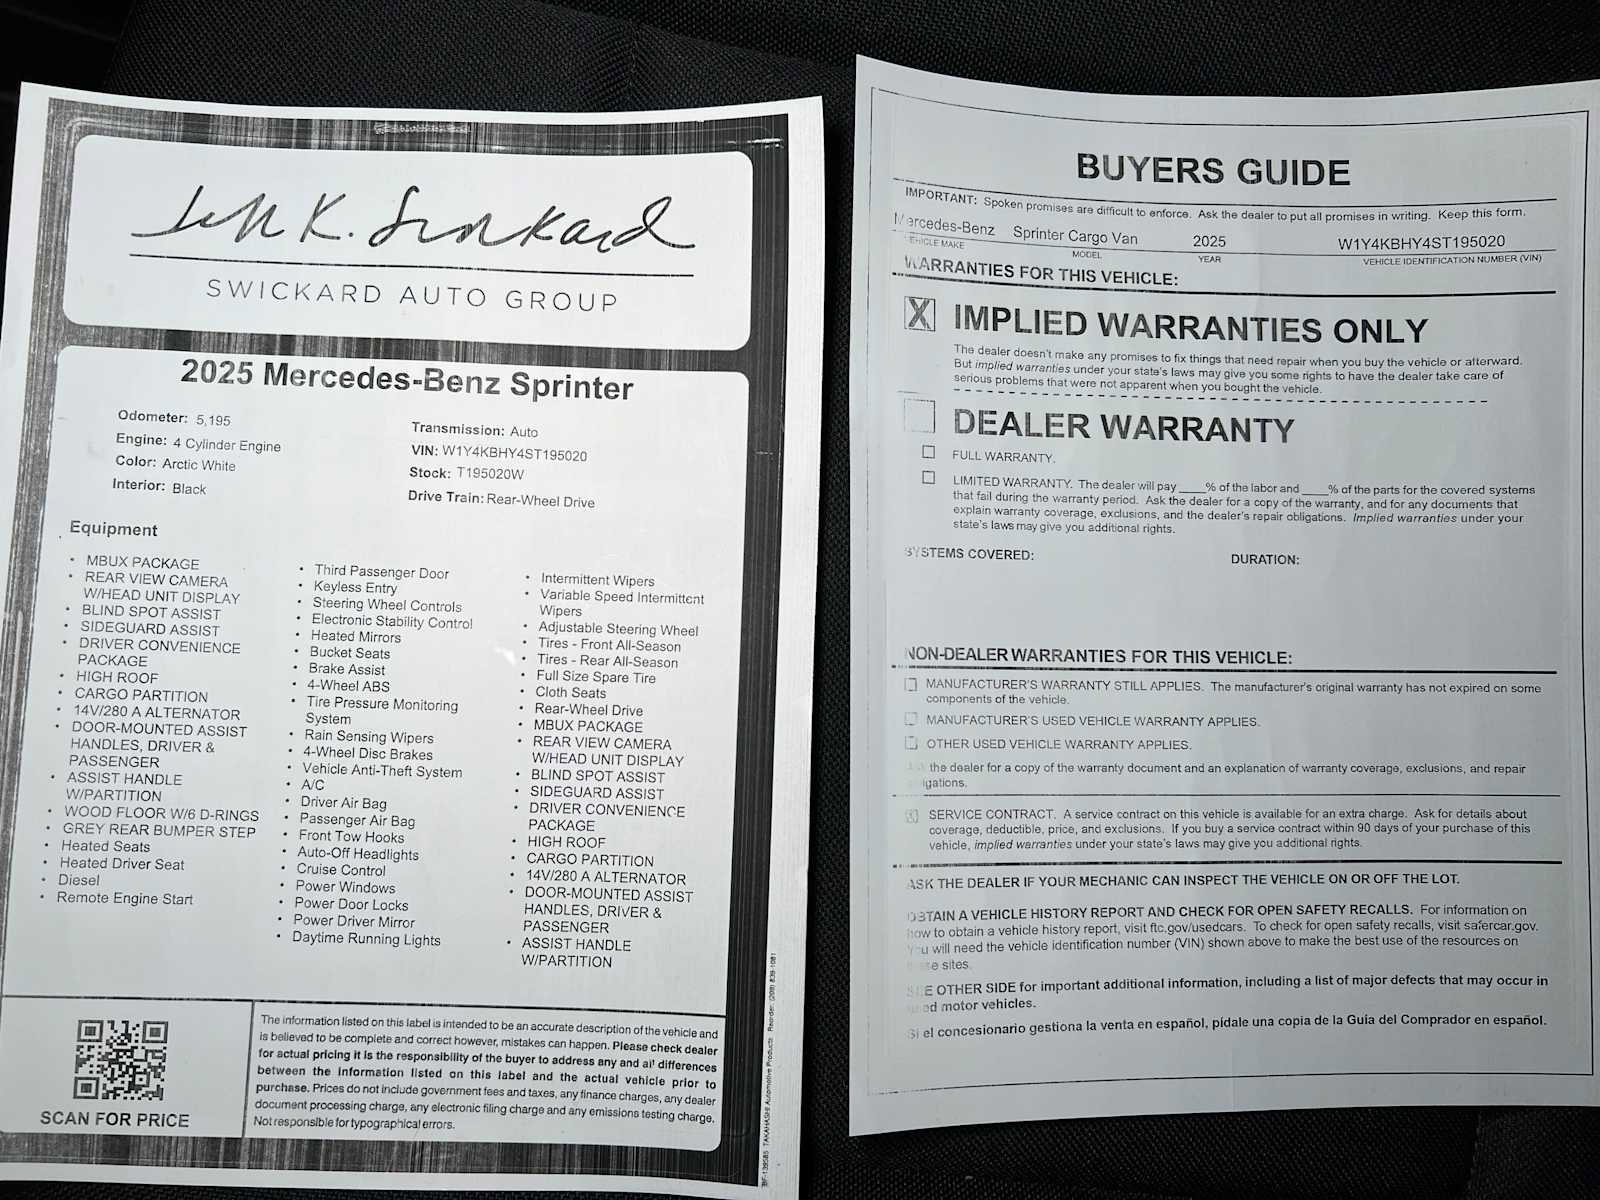 Jeff K. Swickard
SWICKARD AUTO GROUP
2025 Mercedes-Benz Sprinter
Odometer: 5,195
Engine: 4 Cylinder Engine
Color: Arctic White
Interior: Black
Transmission: Auto
VIN: W1Y4KBHY4ST195020
Stock: T195020W
Drive Train: Rear-Wheel Drive
Equipment
• MBUX PACKAGE
• REAR VIEW CAMERA
W/HEAD UNIT DISPLAY
• BLIND SPOT ASSIST
• SIDEGUARD ASSIST
• DRIVER CONVENIENCE
PACKAGE
• HIGH ROOF
• CARGO PARTITION
• 14V/280 A ALTERNATOR
• DOOR-MOUNTED ASSIST
HANDLES, DRIVER &
PASSENGER
• ASSIST HANDLE
W/PARTITION
• WOOD FLOOR W/6 D-RINGS
• GREY REAR BUMPER STEP
• Heated Seats
• Heated Driver Seat
• Diesel
• Remote Engine Start
• Third Passenger Door
• Keyless Entry
• Steering Wheel Controls
• Electronic Stability Control
• Heated Mirrors
• Bucket Seats
• Brake Assist
• 4-Wheel ABS
• Tire Pressure Monitoring
System
• Rain Sensing Wipers
• 4-Wheel Disc Brakes
• Vehicle Anti-Theft System
• A/C
• Driver Air Bag
• Passenger Air Bag
• Front Tow Hooks
• Auto-Off Headlights
• Cruise Control
• Power Windows
• Power Door Locks
• Power Driver Mirror
• Daytime Running Lights
• Intermittent Wipers
• Variable Speed Intermittent
Wipers
• Adjustable Steering Wheel
• Tires - Front All-Season
• Tires - Rear All-Season
• Full Size Spare Tire
• Cloth Seats
• Rear-Wheel Drive
• MBUX PACKAGE
• REAR VIEW CAMERA
W/HEAD UNIT DISPLAY
• BLIND SPOT ASSIST
• SIDEGUARD ASSIST
• DRIVER CONVENIENCE
PACKAGE
• HIGH ROOF
• CARGO PARTITION
• 14V/280 A ALTERNATOR
• DOOR-MOUNTED ASSIST
HANDLES, DRIVER &
PASSENGER
• ASSIST HANDLE
W/PARTITION
SCAN FOR PRICE
The information listed on this label is intended to be an accurate description of the vehicle and
is believed to be complete and correct however, mistakes can happen. Please check dealer
for actual pricing it is the responsibility of the buyer to address any and all differences
between the information listed on this label and the actual vehicle prior to
purchase. Prices do not include government fees and taxes, any finance charges, any dealer
document processing charge, any electronic filing charge and any emissions testing charge.
Not responsible for typographical errors.
BF-139585 TAKAHASHI Automotive Products Reorder: (209) 839-1081
BUYERS GUIDE
IMPORTANT: Spoken promises are difficult to enforce. Ask the dealer to put all promises in writing. Keep this form.
Mercedes-Benz Sprinter Cargo Van 2025 W1Y4KBHY4ST195020
VEHICLE MAKE MODEL YEAR VEHICLE IDENTIFICATION NUMBER (VIN)
WARRANTIES FOR THIS VEHICLE:
X IMPLIED WARRANTIES ONLY
The dealer doesn't make any promises to fix things that need repair when you buy the vehicle or afterward.
But implied warranties under your state's laws may give you some rights to have the dealer take care of
serious problems that were not apparent when you bought the vehicle.
DEALER WARRANTY
FULL WARRANTY.
LIMITED WARRANTY. The dealer will pay ____% of the labor and ____% of the parts for the covered systems
that fail during the warranty period. Ask the dealer for a copy of the warranty, and for any documents that
explain warranty coverage, exclusions, and the dealer's repair obligations. Implied warranties under your
state's laws may give you additional rights.
SYSTEMS COVERED: DURATION:
NON-DEALER WARRANTIES FOR THIS VEHICLE:
MANUFACTURER'S WARRANTY STILL APPLIES. The manufacturer's original warranty has not expired on some
components of the vehicle.
MANUFACTURER'S USED VEHICLE WARRANTY APPLIES.
OTHER USED VEHICLE WARRANTY APPLIES.
the dealer for a copy of the warranty document and an explanation of warranty coverage, exclusions, and repair
igations.
X SERVICE CONTRACT. A service contract on this vehicle is available for an extra charge. Ask for details about
coverage, deductible, price, and exclusions. If you buy a service contract within 90 days of your purchase of this
vehicle, implied warranties under your state's laws may give you additional rights.
ASK THE DEALER IF YOUR MECHANIC CAN INSPECT THE VEHICLE ON OR OFF THE LOT.
OBTAIN A VEHICLE HISTORY REPORT AND CHECK FOR OPEN SAFETY RECALLS. For information on
how to obtain a vehicle history report, visit ftc.gov/usedcars. To check for open safety recalls, visit safercar.gov.
You will need the vehicle identification number (VIN) shown above to make the best use of the resources on
these sites.
SEE OTHER SIDE for important additional information, including a list of major defects that may occur in
used motor vehicles.
Si el concesionario gestiona la venta en español, pídale una copia de la Guía del Comprador en español.